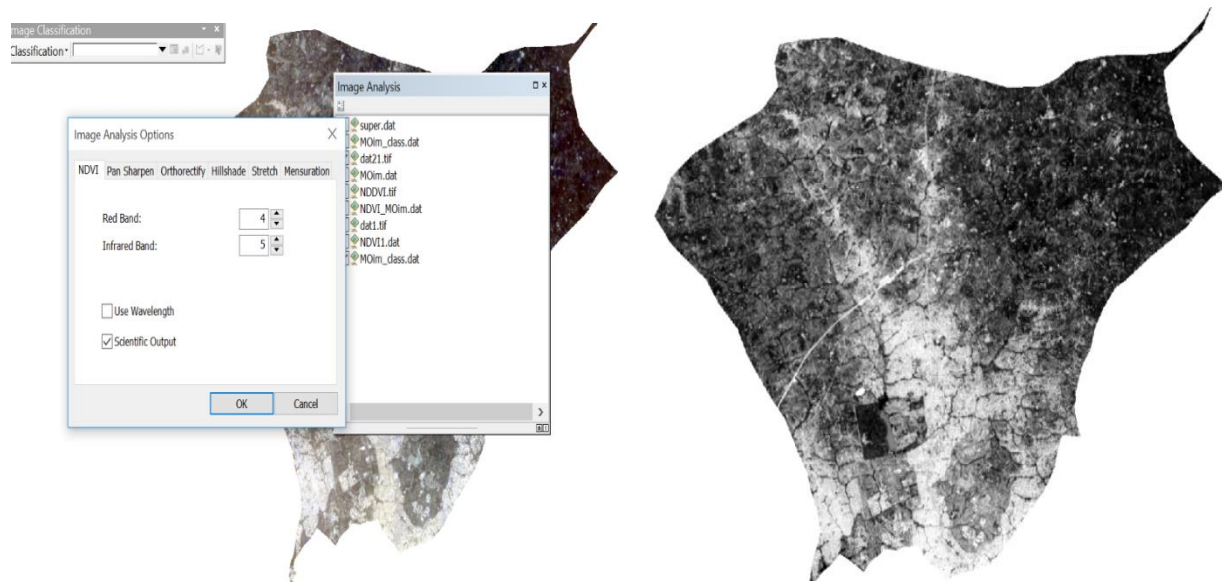 Image Classification
Classification
Image Analysis
super.dat
MOim_class.dat
dat21.tif
MOim.dat
NDDVI.tif
NDVI_MOim.dat
dat1.tif
NDVI1.dat
MOim_class.dat
Image Analysis Options
NDVI Pan Sharpen Orthorectify Hillshade Stretch Mensuration
Red Band: 4
Infrared Band: 5
Use Wavelength
Scientific Output
OK Cancel